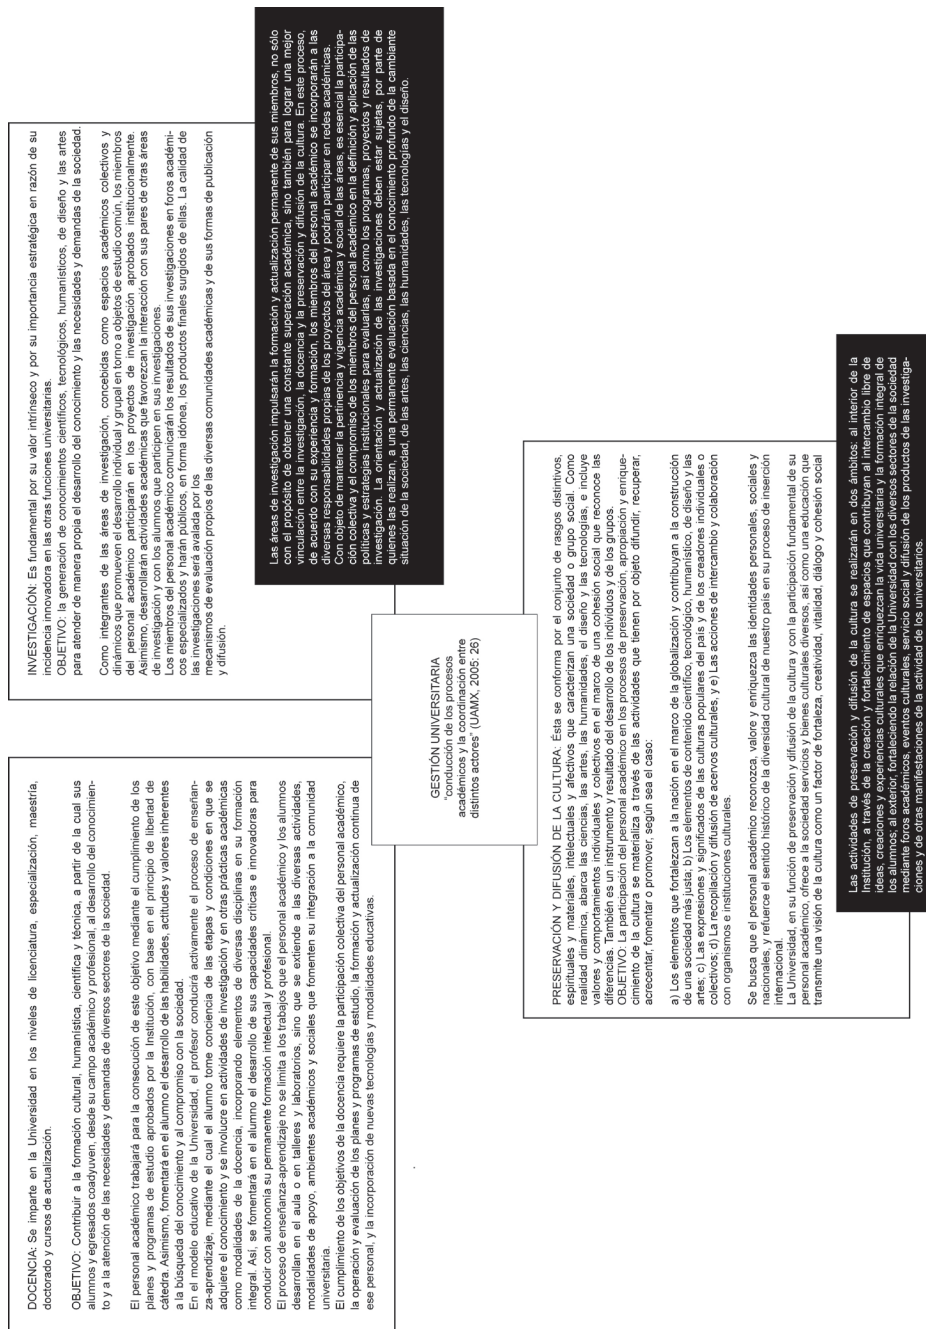 DOCENCIA: Se imparte en la Universidad en los niveles de licenciatura, especialización, maestría,
doctorado y cursos de actualización.
OBJETIVO: Contribuir a la formación cultural, humanística, científica y técnica, a partir de la cual sus
alumnos y egresados coadyuven, desde su campo académico y profesional, al desarrollo del conocimien-
to y a la atención de las necesidades y demandas de diversos sectores de la sociedad.
El personal académico trabajará para la consecución de este objetivo mediante el cumplimiento de los
planes y programas de estudio aprobados por la Institución, con base en el principio de libertad de
cátedra. Asimismo, fomentará en el alumno el desarrollo de las habilidades, actitudes y valores inherentes
a la búsqueda del conocimiento y al compromiso con la sociedad.
En el modelo educativo de la Universidad, el profesor conducirá activamente el proceso de enseñan-
za-aprendizaje, mediante el cual el alumno tome conciencia de las etapas y condiciones en que se
adquiere el conocimiento y se involucre en actividades de investigación y en otras prácticas académicas
como modalidades de la docencia, incorporando elementos de diversas disciplinas en su formación
integral. Así, se fomentará en el alumno el desarrollo de sus capacidades críticas e innovadoras para
conducir con autonomía su permanente formación intelectual y profesional.
El proceso de enseñanza-aprendizaje no se limita a los trabajos que el personal académico y los alumnos
desarrollan en el aula o en talleres y laboratorios, sino que se extiende a las diversas actividades,
modalidades de apoyo, ambientes académicos y sociales que fomenten su integración a la comunidad
universitaria.
El cumplimiento de los objetivos de la docencia requiere la participación colectiva del personal académico,
la operación y evaluación de los planes y programas de estudio, la formación y actualización continua de
ese personal, y la incorporación de nuevas tecnologías y modalidades educativas.
INVESTIGACIÓN: Es fundamental por su valor intrínseco y por su importancia estratégica en razón de su
incidencia innovadora en las otras funciones universitarias.
OBJETIVO: la generación de conocimientos científicos, tecnológicos, humanísticos, de diseño y las artes
para atender de manera propia el desarrollo del conocimiento y las necesidades y demandas de la sociedad.
Como integrantes de las áreas de investigación, concebidas como espacios académicos colectivos y
dinámicos que promueven el desarrollo individual y grupal en torno a objetos de estudio común, los miembros
del personal académico participarán en los proyectos de investigación aprobados institucionalmente.
Asimismo, desarrollarán actividades académicas que favorezcan la interacción con sus pares de otras áreas
de investigación y con los alumnos que participen en sus investigaciones.
Los miembros del personal académico comunicarán los resultados de sus investigaciones en foros académi-
cos especializados y harán públicos, en forma idónea, los productos finales surgidos de ellas. La calidad de
las investigaciones será avalada por los
mecanismos de evaluación propios de las diversas comunidades académicas y de sus formas de publicación
y difusión.
Las áreas de investigación impulsarán la formación y actualización permanente de sus miembros, no sólo
con el propósito de obtener una constante superación académica, sino también para lograr una mejor
vinculación entre la investigación, la docencia y la preservación y difusión de la cultura. En este proceso,
de acuerdo con su experiencia y formación, los miembros del personal académico se incorporarán a las
diversas responsabilidades propias de los proyectos del área y podrán participar en redes académicas.
Con objeto de mantener la pertinencia y vigencia académica y social de las áreas, es esencial la participa-
ción colectiva y el compromiso de los miembros del personal académico en la definición y aplicación de las
políticas y estrategias institucionales para evaluarlas, así como los programas, proyectos y resultados de
investigación. La orientación y actualización de las investigaciones deben estar sujetas, por parte de
quienes las realizan, a una permanente evaluación basada en el conocimiento profundo de la cambiante
situación de la sociedad, de las artes, las ciencias, las humanidades, las tecnologías y el diseño.
GESTIÓN UNIVERSITARIA
"conducción de los procesos
académicos y la coordinación entre
distintos actores" (UAMX, 2005: 26)
PRESERVACIÓN Y DIFUSIÓN DE LA CULTURA: Ésta se conforma por el conjunto de rasgos distintivos,
espirituales y materiales, intelectuales y afectivos que caracterizan una sociedad o grupo social. Como
realidad dinámica, abarca las ciencias, las artes, las humanidades, el diseño y las tecnologías, e incluye
valores y comportamientos individuales y colectivos en el marco de una cohesión social que reconoce las
diferencias. También es un instrumento y resultado del desarrollo de los individuos y de los grupos.
OBJETIVO: La participación del personal académico en los procesos de preservación, apropiación y enrique-
cimiento de la cultura se materializa a través de las actividades que tienen por objeto difundir, recuperar,
acrecentar, fomentar o promover, según sea el caso:
a) Los elementos que fortalezcan a la nación en el marco de la globalización y contribuyan a la construcción
de una sociedad más justa; b) Los elementos de contenido científico, tecnológico, humanístico, de diseño y las
artes; c) Las expresiones y significados de las culturas populares del país y de los creadores individuales o
colectivos; d) La recopilación y difusión de acervos culturales, y e) Las acciones de intercambio y colaboración
con organismos e instituciones culturales.
Se busca que el personal académico reconozca, valore y enriquezca las identidades personales, sociales y
nacionales, y refuerce el sentido histórico de la diversidad cultural de nuestro país en su proceso de inserción
internacional.
La Universidad, en su función de preservación y difusión de la cultura y con la participación fundamental de su
personal académico, ofrece a la sociedad servicios y bienes culturales diversos, así como una educación que
transmite una visión de la cultura como un factor de fortaleza, creatividad, vitalidad, diálogo y cohesión social
Las actividades de preservación y difusión de la cultura se realizarán en dos ámbitos: al interior de la
Institución, a través de la creación y fortalecimiento de espacios que contribuyan al intercambio libre de
ideas, creaciones y experiencias culturales que enriquezcan la vida universitaria y la formación integral de
los alumnos; al exterior, fortaleciendo la relación de la Universidad con los diversos sectores de la sociedad
mediante foros académicos, eventos culturales, servicio social y difusión de los productos de las investiga-
ciones y de otras manifestaciones de la actividad de los universitarios.